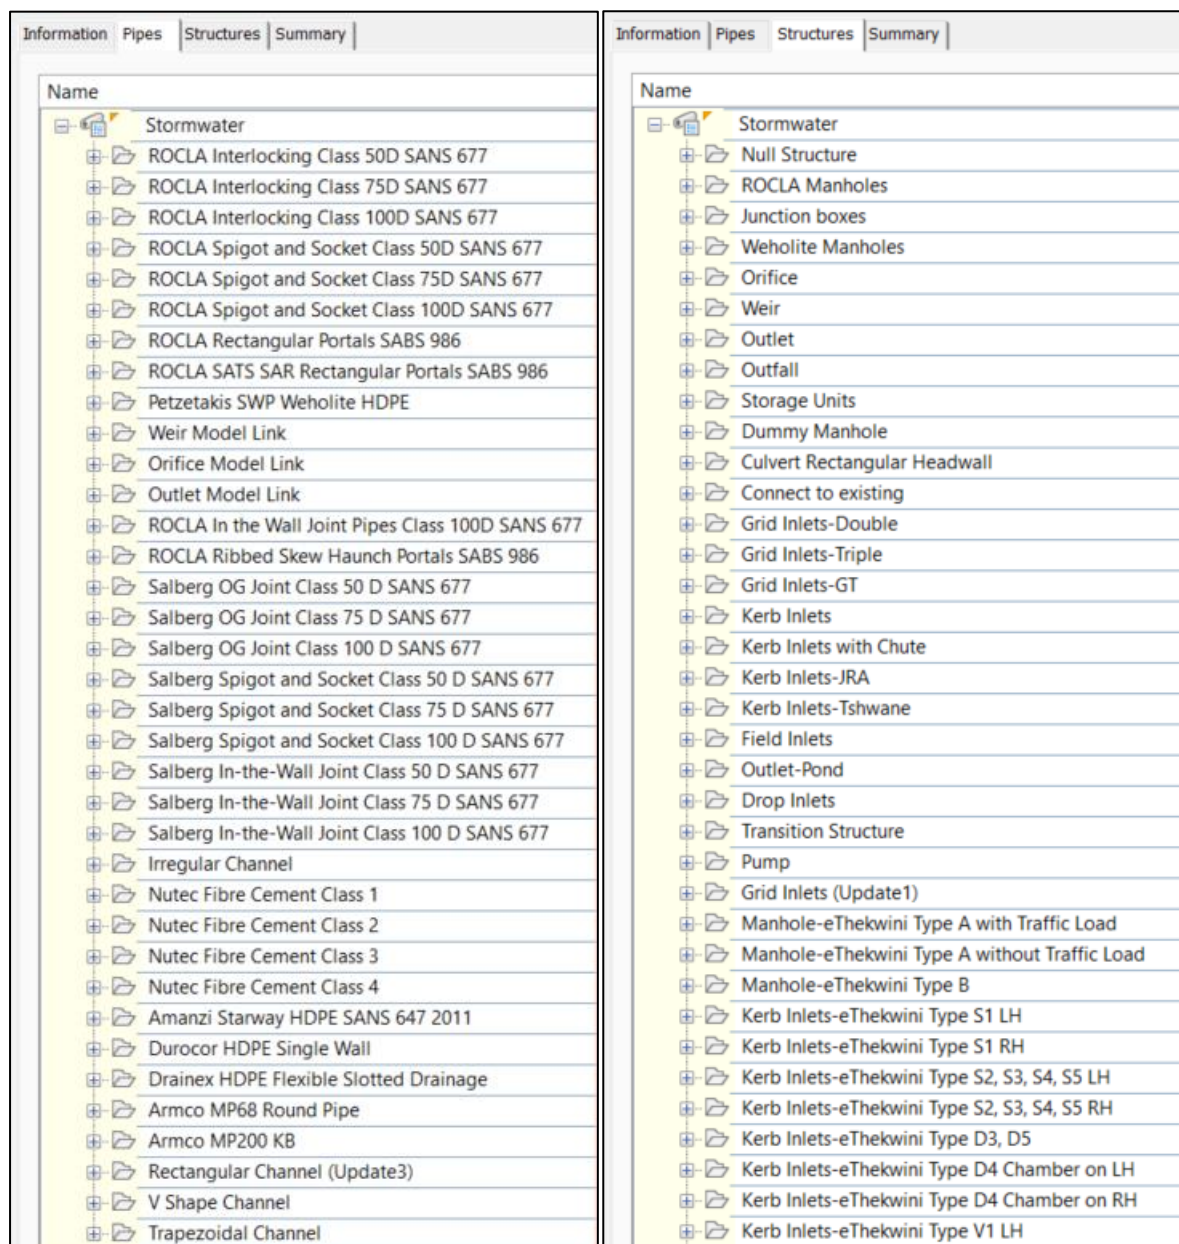 Information Pipes Structures Summary
Name
Stormwater
ROCLA Interlocking Class 50D SANS 677
ROCLA Interlocking Class 75D SANS 677
ROCLA Interlocking Class 100D SANS 677
ROCLA Spigot and Socket Class 50D SANS 677
ROCLA Spigot and Socket Class 75D SANS 677
ROCLA Spigot and Socket Class 100D SANS 677
ROCLA Rectangular Portals SABS 986
ROCLA SATS SAR Rectangular Portals SABS 986
Petzetakis SWP Weholite HDPE
Weir Model Link
Orifice Model Link
Outlet Model Link
ROCLA In the Wall Joint Pipes Class 100D SANS 677
ROCLA Ribbed Skew Haunch Portals SABS 986
Salberg OG Joint Class 50 D SANS 677
Salberg OG Joint Class 75 D SANS 677
Salberg OG Joint Class 100 D SANS 677
Salberg Spigot and Socket Class 50 D SANS 677
Salberg Spigot and Socket Class 75 D SANS 677
Salberg Spigot and Socket Class 100 D SANS 677
Salberg In-the-Wall Joint Class 50 D SANS 677
Salberg In-the-Wall Joint Class 75 D SANS 677
Salberg In-the-Wall Joint Class 100 D SANS 677
Irregular Channel
Nutec Fibre Cement Class 1
Nutec Fibre Cement Class 2
Nutec Fibre Cement Class 3
Nutec Fibre Cement Class 4
Amanzi Starway HDPE SANS 647 2011
Durocor HDPE Single Wall
Drainex HDPE Flexible Slotted Drainage
Armco MP68 Round Pipe
Armco MP200 KB
Rectangular Channel (Update3)
V Shape Channel
Trapezoidal Channel
Information Pipes Structures Summary
Name
Stormwater
Null Structure
ROCLA Manholes
Junction boxes
Weholite Manholes
Orifice
Weir
Outlet
Outfall
Storage Units
Dummy Manhole
Culvert Rectangular Headwall
Connect to existing
Grid Inlets-Double
Grid Inlets-Triple
Grid Inlets-GT
Kerb Inlets
Kerb Inlets with Chute
Kerb Inlets-JRA
Kerb Inlets-Tshwane
Field Inlets
Outlet-Pond
Drop Inlets
Transition Structure
Pump
Grid Inlets (Update1)
Manhole-eThekwini Type A with Traffic Load
Manhole-eThekwini Type A without Traffic Load
Manhole-eThekwini Type B
Kerb Inlets-eThekwini Type S1 LH
Kerb Inlets-eThekwini Type S1 RH
Kerb Inlets-eThekwini Type S2, S3, S4, S5 LH
Kerb Inlets-eThekwini Type S2, S3, S4, S5 RH
Kerb Inlets-eThekwini Type D3, D5
Kerb Inlets-eThekwini Type D4 Chamber on LH
Kerb Inlets-eThekwini Type D4 Chamber on RH
Kerb Inlets-eThekwini Type V1 LH